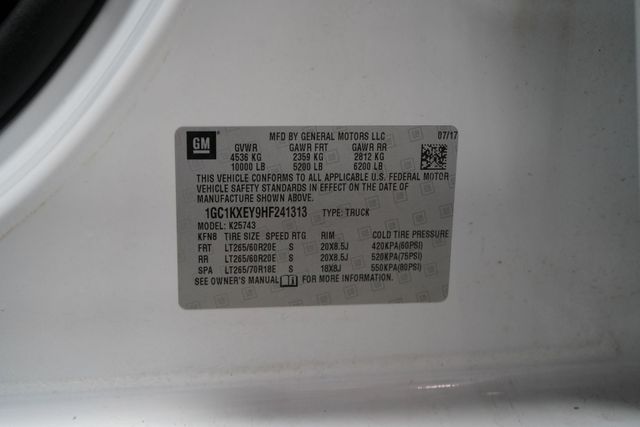 GM
MFD BY GENERAL MOTORS LLC 07/17
GVWR GAWR FRT GAWR RR
4536 KG 2359 KG 2812 KG
10000 LB 5200 LB 6200 LB
THIS VEHICLE CONFORMS TO ALL APPLICABLE U.S. FEDERAL MOTOR
VEHICLE SAFETY STANDARDS IN EFFECT ON THE DATE OF
MANUFACTURE SHOWN ABOVE.
1GC1KXEY9HF241313 TYPE: TRUCK
MODEL: K25743
KFN8 TIRE SIZE SPEED RTG RIM COLD TIRE PRESSURE
FRT LT265/60R20E S 20X8.5J 420KPA(60PSI)
RR LT265/60R20E S 20X8.5J 520KPA(75PSI)
SPA LT265/70R18E S 18X8J 550KPA(80PSI)
SEE OWNER'S MANUAL FOR MORE INFORMATION.